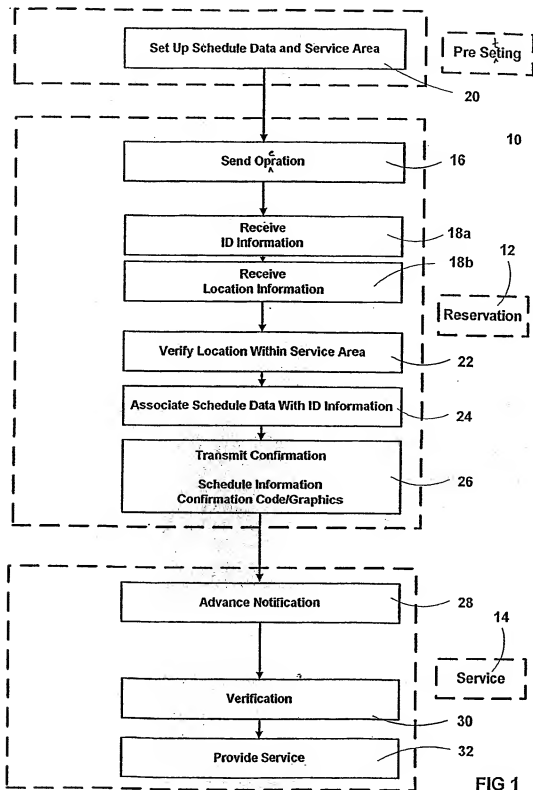 Set Up Schedule Data and Service Area
Pre Seting
t
20
10
Send Opration
e
16
Receive
ID Information
18a
Receive
Location Information
18b
12
Reservation
Verify Location Within Service Area
22
Associate Schedule Data With ID Information
24
Transmit Confirmation
Schedule Information
Confirmation Code/Graphics
26
Advance Notification
28
14
Service
Verification
30
Provide Service
32
FIG 1